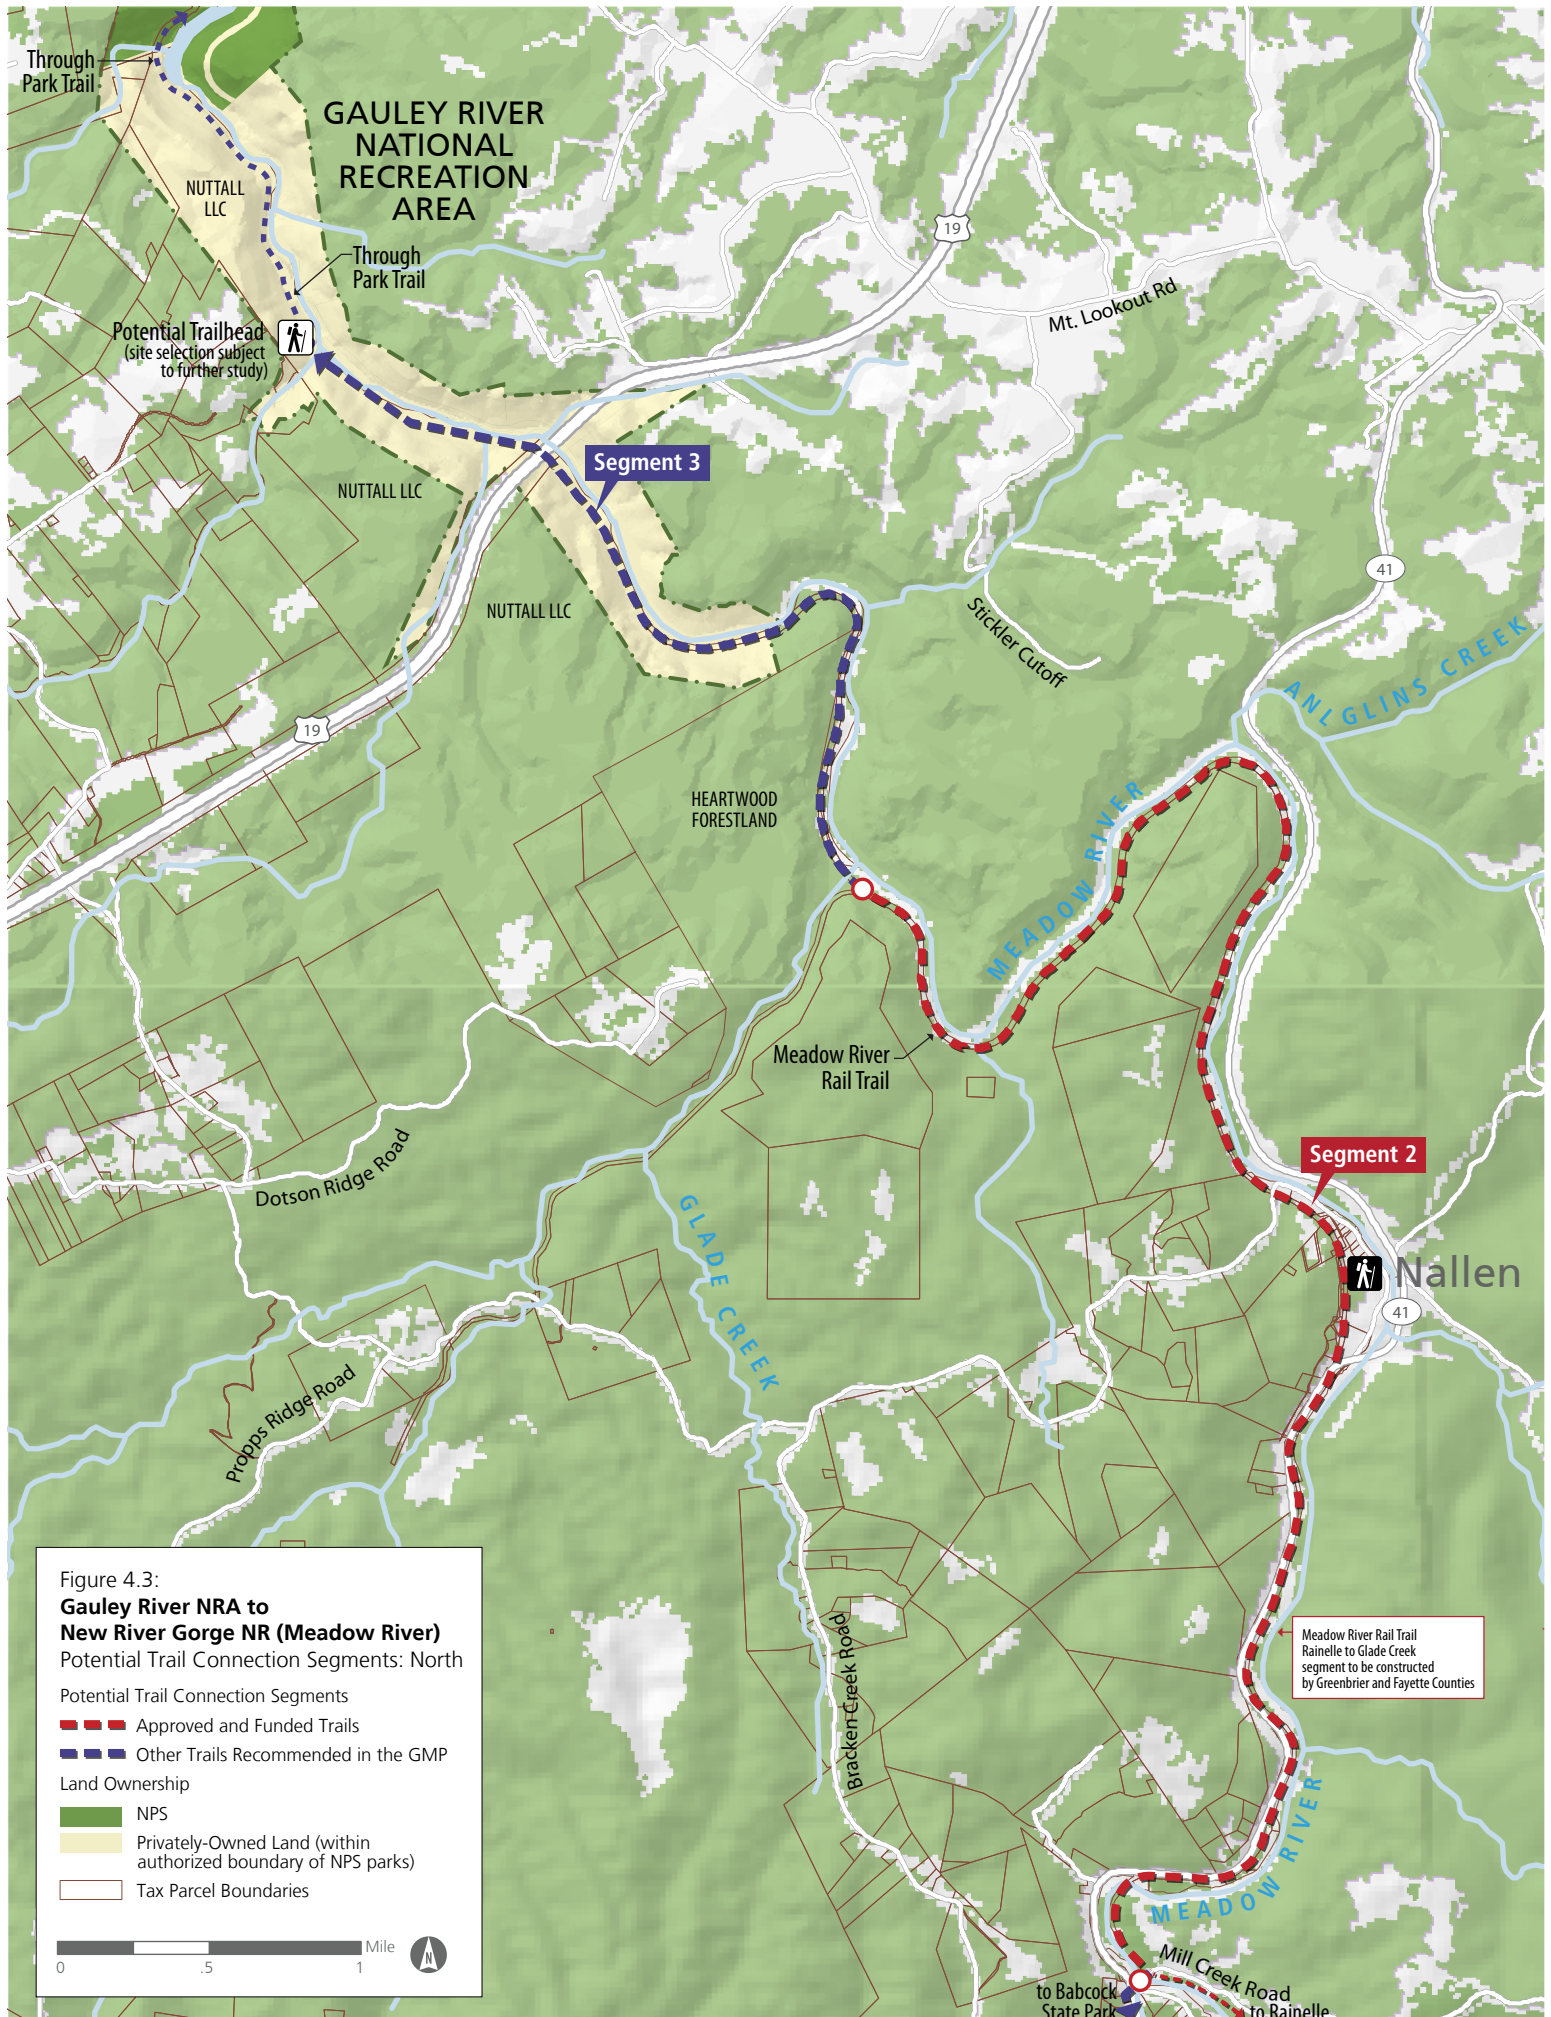 Through
Park Trail
GAULEY RIVER
NATIONAL
RECREATION
AREA
NUTTALL
LLC
19
Through
Park Trail
Mt. Lookout Rd
Potential Trailhead
(site selection subject
to further study)
Segment 3
NUTTALL LLC
41
NUTTALL LLC
Stickler Cutoff
ANLGLINS CREEK
19
HEARTWOOD
FORESTLAND
MEADOW RIVER
Meadow River
Rail Trail
Dotson Ridge Road
Segment 2
GLADE CREEK
Nallen
41
Propps Ridge Road
Figure 4.3:
Gauley River NRA to
New River Gorge NR (Meadow River)
Potential Trail Connection Segments: North
Potential Trail Connection Segments
Approved and Funded Trails
Other Trails Recommended in the GMP
Land Ownership
NPS
Privately-Owned Land (within
authorized boundary of NPS parks)
Tax Parcel Boundaries
Mile
0 .5 1
N
Bracken Creek Road
Meadow River Rail Trail
Rainelle to Glade Creek
segment to be constructed
by Greenbrier and Fayette Counties
MEADOW RIVER
Mill Creek Road
to Babcock
State Park
to Rainelle